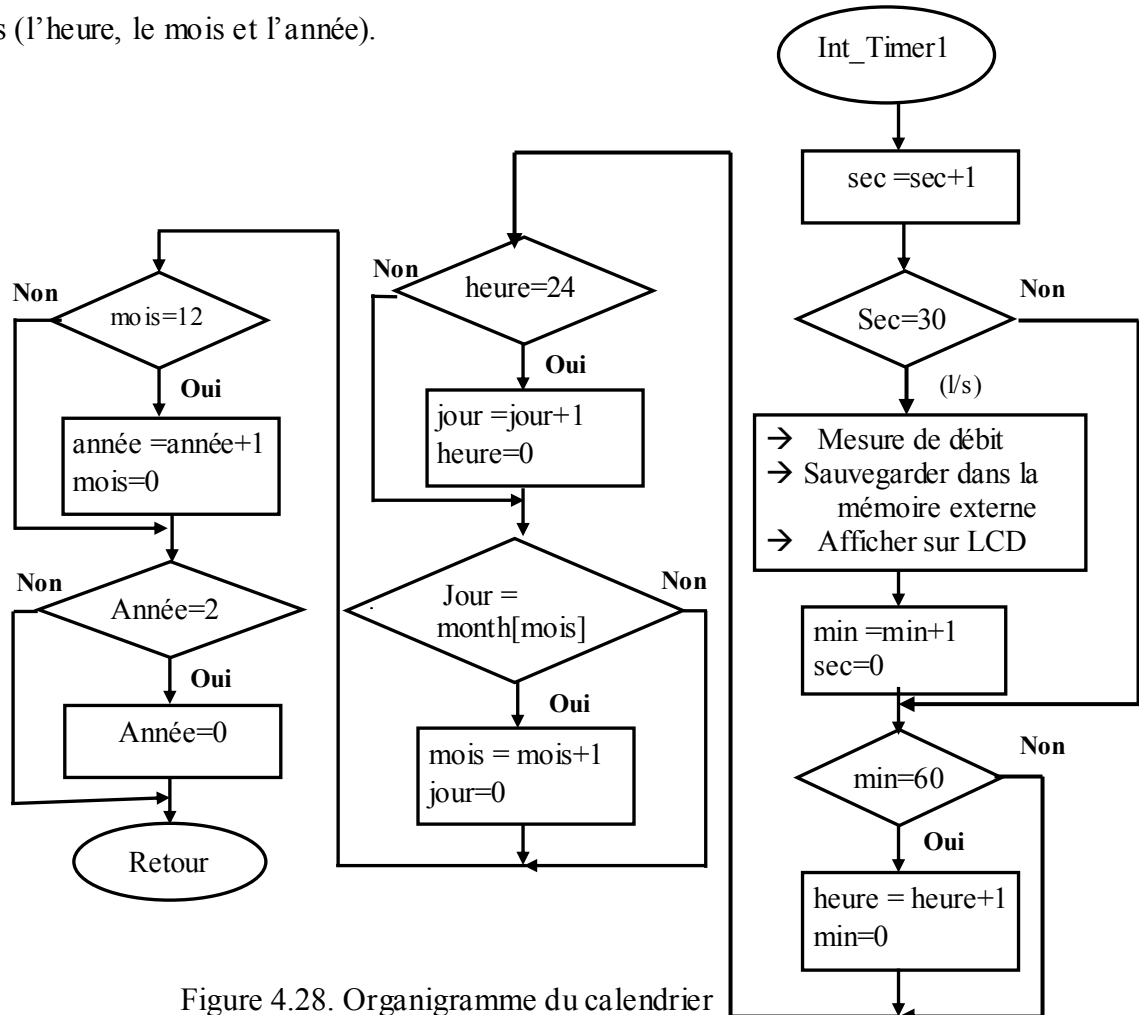 s (l’heure, le mois et l’année).
Int_Timer1
sec =sec+1
Sec=30
Non
(l/s)
→ Mesure de débit
→ Sauvegarder dans la
mémoire externe
→ Afficher sur LCD
min =min+1
sec=0
min=60
Non
Oui
heure = heure+1
min=0
heure=24
Non
Oui
jour =jour+1
heure=0
Jour =
month[mois]
Non
Oui
mois = mois+1
jour=0
mois=12
Non
Oui
année =année+1
mois=0
Année=2
Non
Oui
Année=0
Retour
Figure 4.28. Organigramme du calendrier